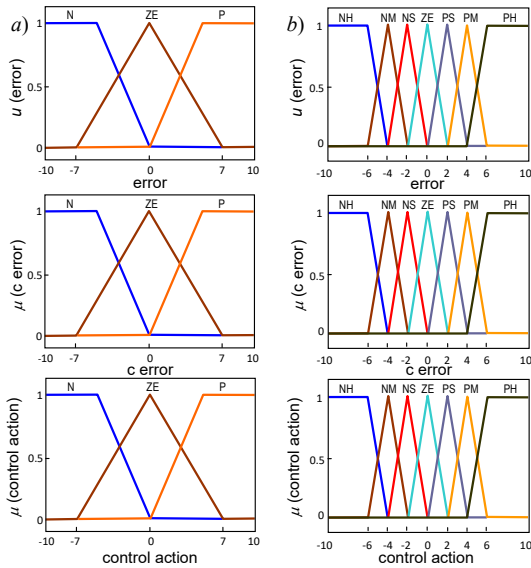 a)
N ZE P
1
0.5
0
-10 -7 0 7 10
error
u (error)
N ZE P
1
0.5
0
-10 -7 0 7 10
c error
μ (c error)
N ZE P
1
0.5
0
-10 -7 0 7 10
control action
μ (control action)
b)
NH NM NS ZE PS PM PH
1
0.5
0
-10 -6 -4 -2 0 2 4 6 10
error
u (error)
NH NM NS ZE PS PM PH
1
0.5
0
-10 -6 -4 -2 0 2 4 6 10
c error
μ (c error)
NH NM NS ZE PS PM PH
1
0.5
0
-10 -6 -4 -2 0 2 4 6 10
control action
μ (control action)